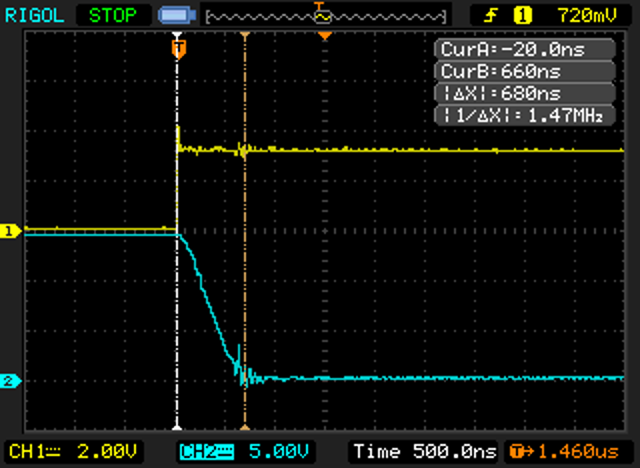 RIGOL STOP T 1 720mV
T
CurA:-20.0ns
CurB: 660ns
|ΔX|: 680ns
|1/ΔX|: 1.47MHz
1
2
CH1 2.00V CH2 5.00V Time 500.0ns T→1.460us